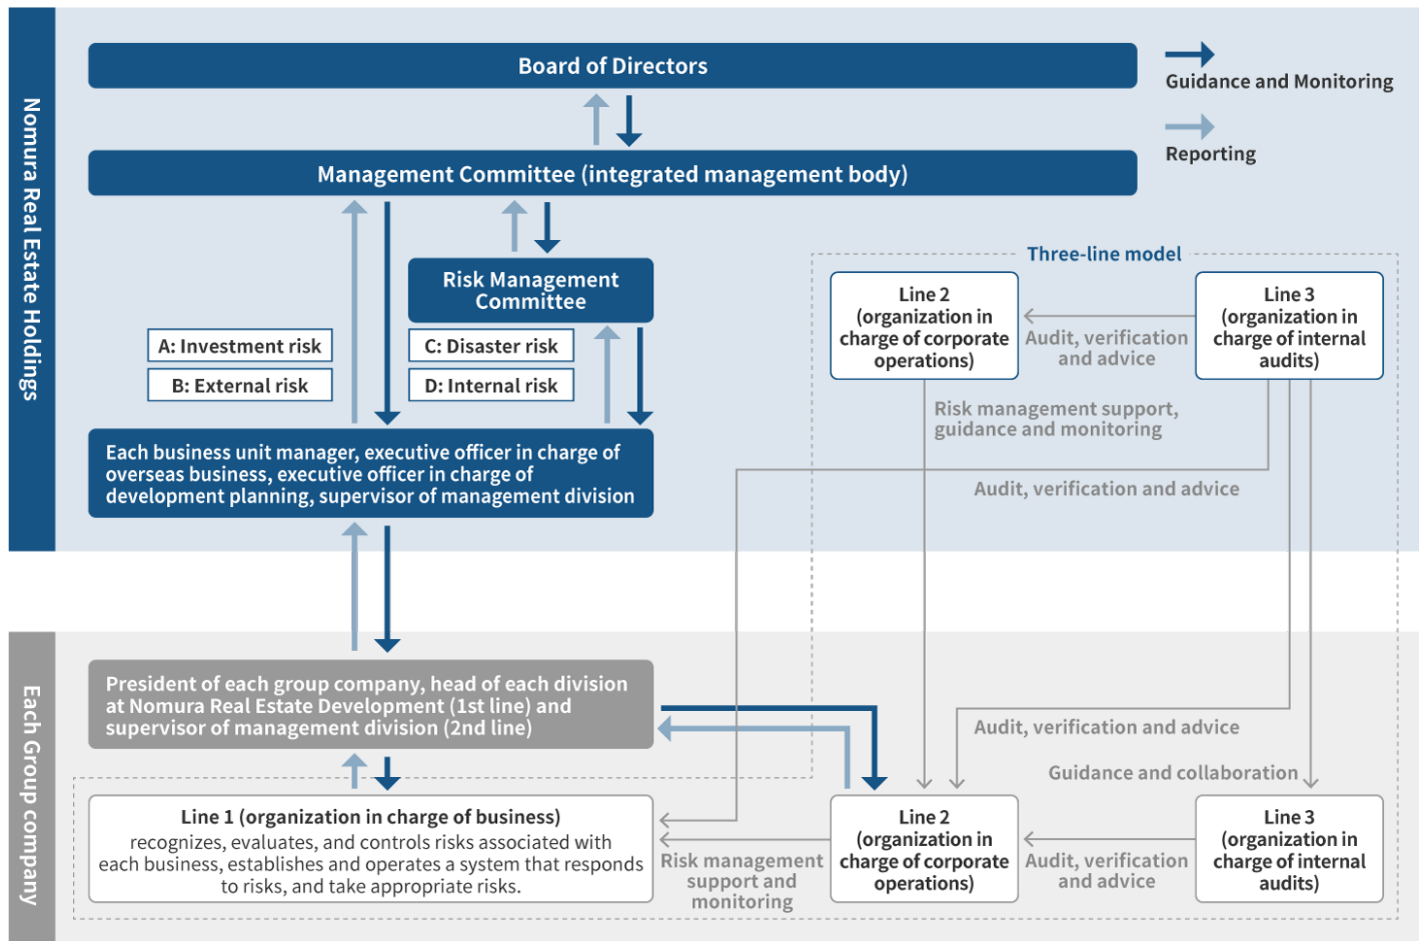 Nomura Real Estate Holdings
Board of Directors
Guidance and Monitoring
Reporting
Management Committee (integrated management body)
Risk Management
Committee
A: Investment risk
B: External risk
C: Disaster risk
D: Internal risk
Each business unit manager, executive officer in charge of
overseas business, executive officer in charge of
development planning, supervisor of management division
Three-line model
Line 2
(organization in
charge of corporate
operations)
Audit, verification
and advice
Line 3
(organization in
charge of internal
audits)
Risk management support,
guidance and monitoring
Audit, verification and advice
Each Group company
President of each group company, head of each division
at Nomura Real Estate Development (1st line) and
supervisor of management division (2nd line)
Audit, verification and advice
Guidance and collaboration
Line 1 (organization in charge of business)
recognizes, evaluates, and controls risks associated with
each business, establishes and operates a system that responds
to risks, and take appropriate risks.
Risk management
support and
monitoring
Line 2
(organization in
charge of corporate
operations)
Audit, verification
and advice
Line 3
(organization in
charge of internal
audits)